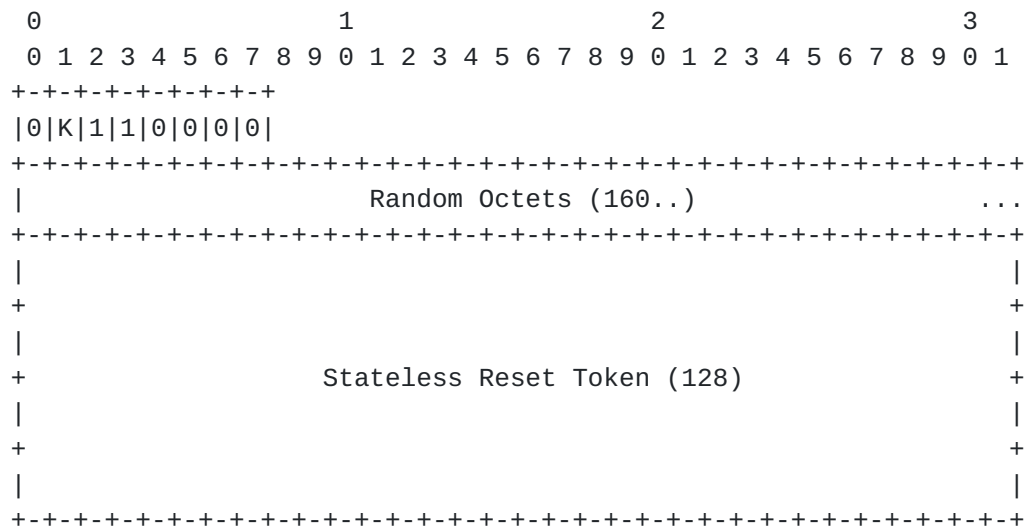 0                   1                   2                   3
 0 1 2 3 4 5 6 7 8 9 0 1 2 3 4 5 6 7 8 9 0 1 2 3 4 5 6 7 8 9 0 1
+-+-+-+-+-+-+-+-+
|0|K|1|1|0|0|0|0|
+-+-+-+-+-+-+-+-+-+-+-+-+-+-+-+-+-+-+-+-+-+-+-+-+-+-+-+-+-+-+-+-+
|                      Random Octets (160..)                  ...
+-+-+-+-+-+-+-+-+-+-+-+-+-+-+-+-+-+-+-+-+-+-+-+-+-+-+-+-+-+-+-+-+
|                                                               |
+                                                               +
|                                                               |
+                   Stateless Reset Token (128)                 +
|                                                               |
+                                                               +
|                                                               |
+-+-+-+-+-+-+-+-+-+-+-+-+-+-+-+-+-+-+-+-+-+-+-+-+-+-+-+-+-+-+-+-+